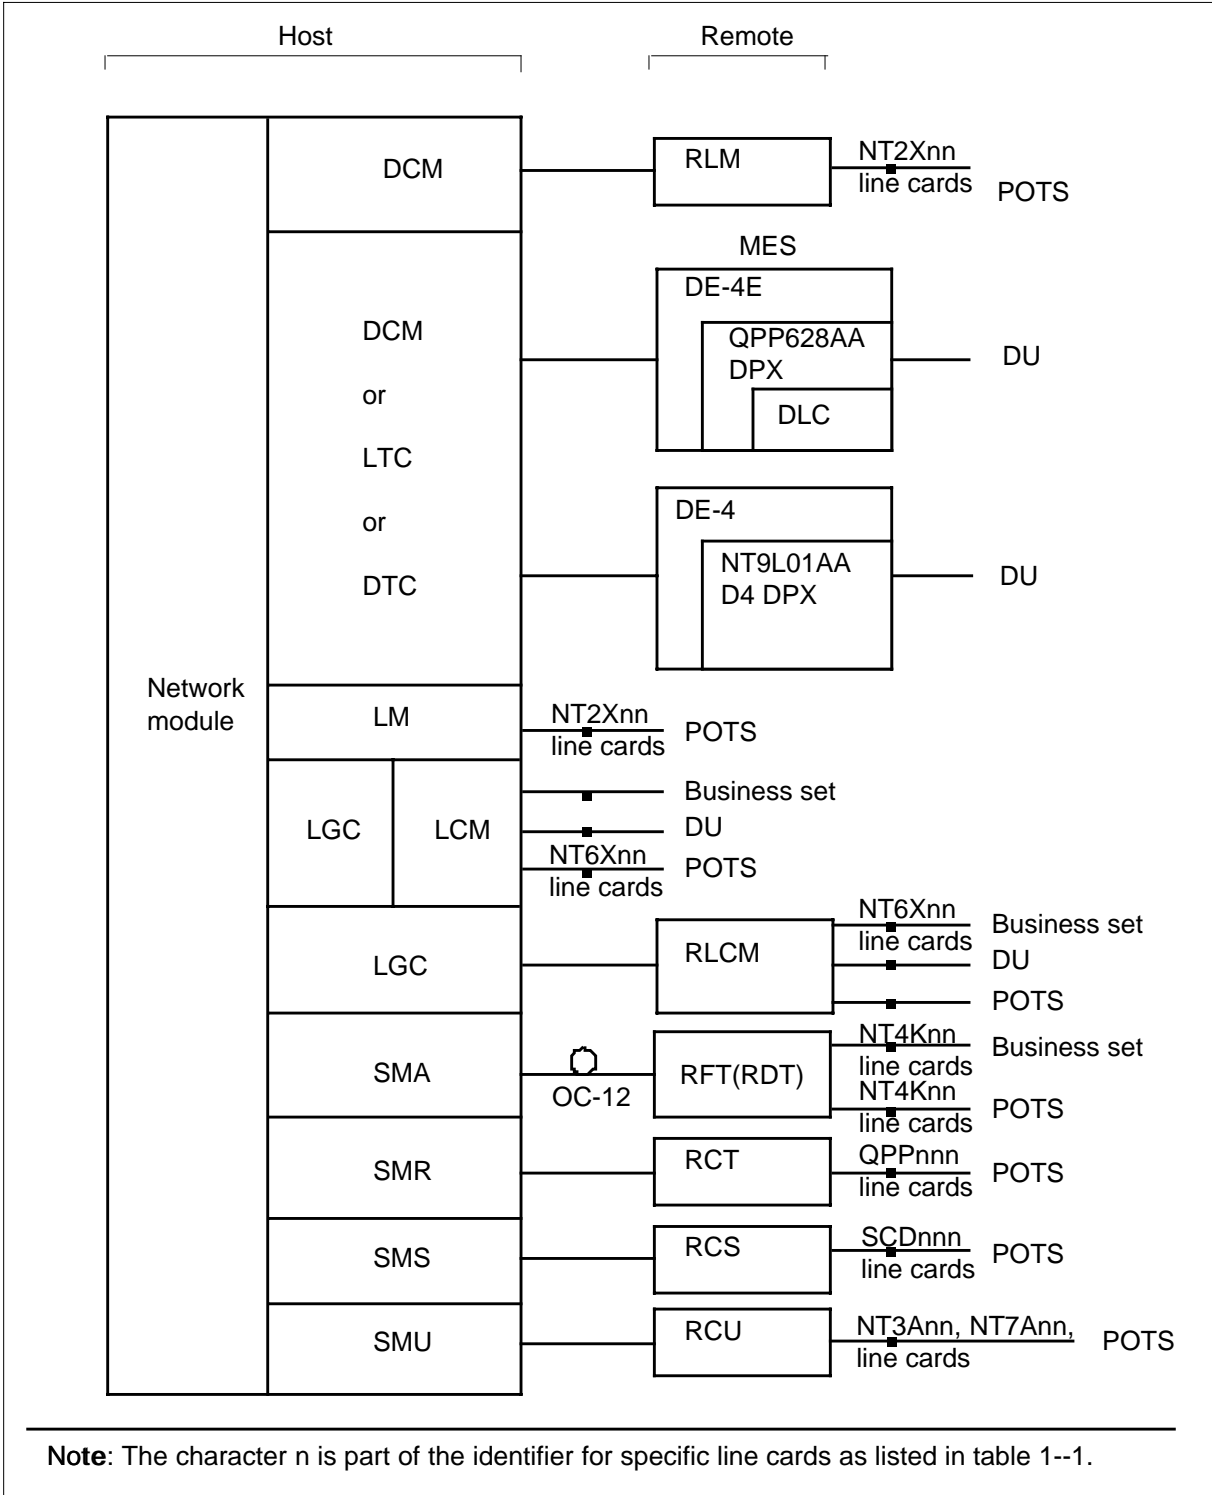 Host
Remote
DCM
RLM
NT2Xnn
line cards
POTS
MES
DE-4E
DCM
QPP628AA
DPX
DU
or
DLC
LTC
DE-4
or
NT9L01AA
D4 DPX
DU
DTC
Network
module
LM
NT2Xnn
line cards
POTS
Business set
LGC
LCM
DU
NT6Xnn
line cards
POTS
NT6Xnn
line cards
Business set
LGC
RLCM
DU
POTS
NT4Knn
line cards
Business set
SMA
OC-12
RFT(RDT)
NT4Knn
line cards
POTS
SMR
RCT
QPPnnn
line cards
POTS
SMS
RCS
SCDnnn
line cards
POTS
SMU
RCU
NT3Ann, NT7Ann,
line cards
POTS
Note: The character n is part of the identifier for specific line cards as listed in table 1--1.